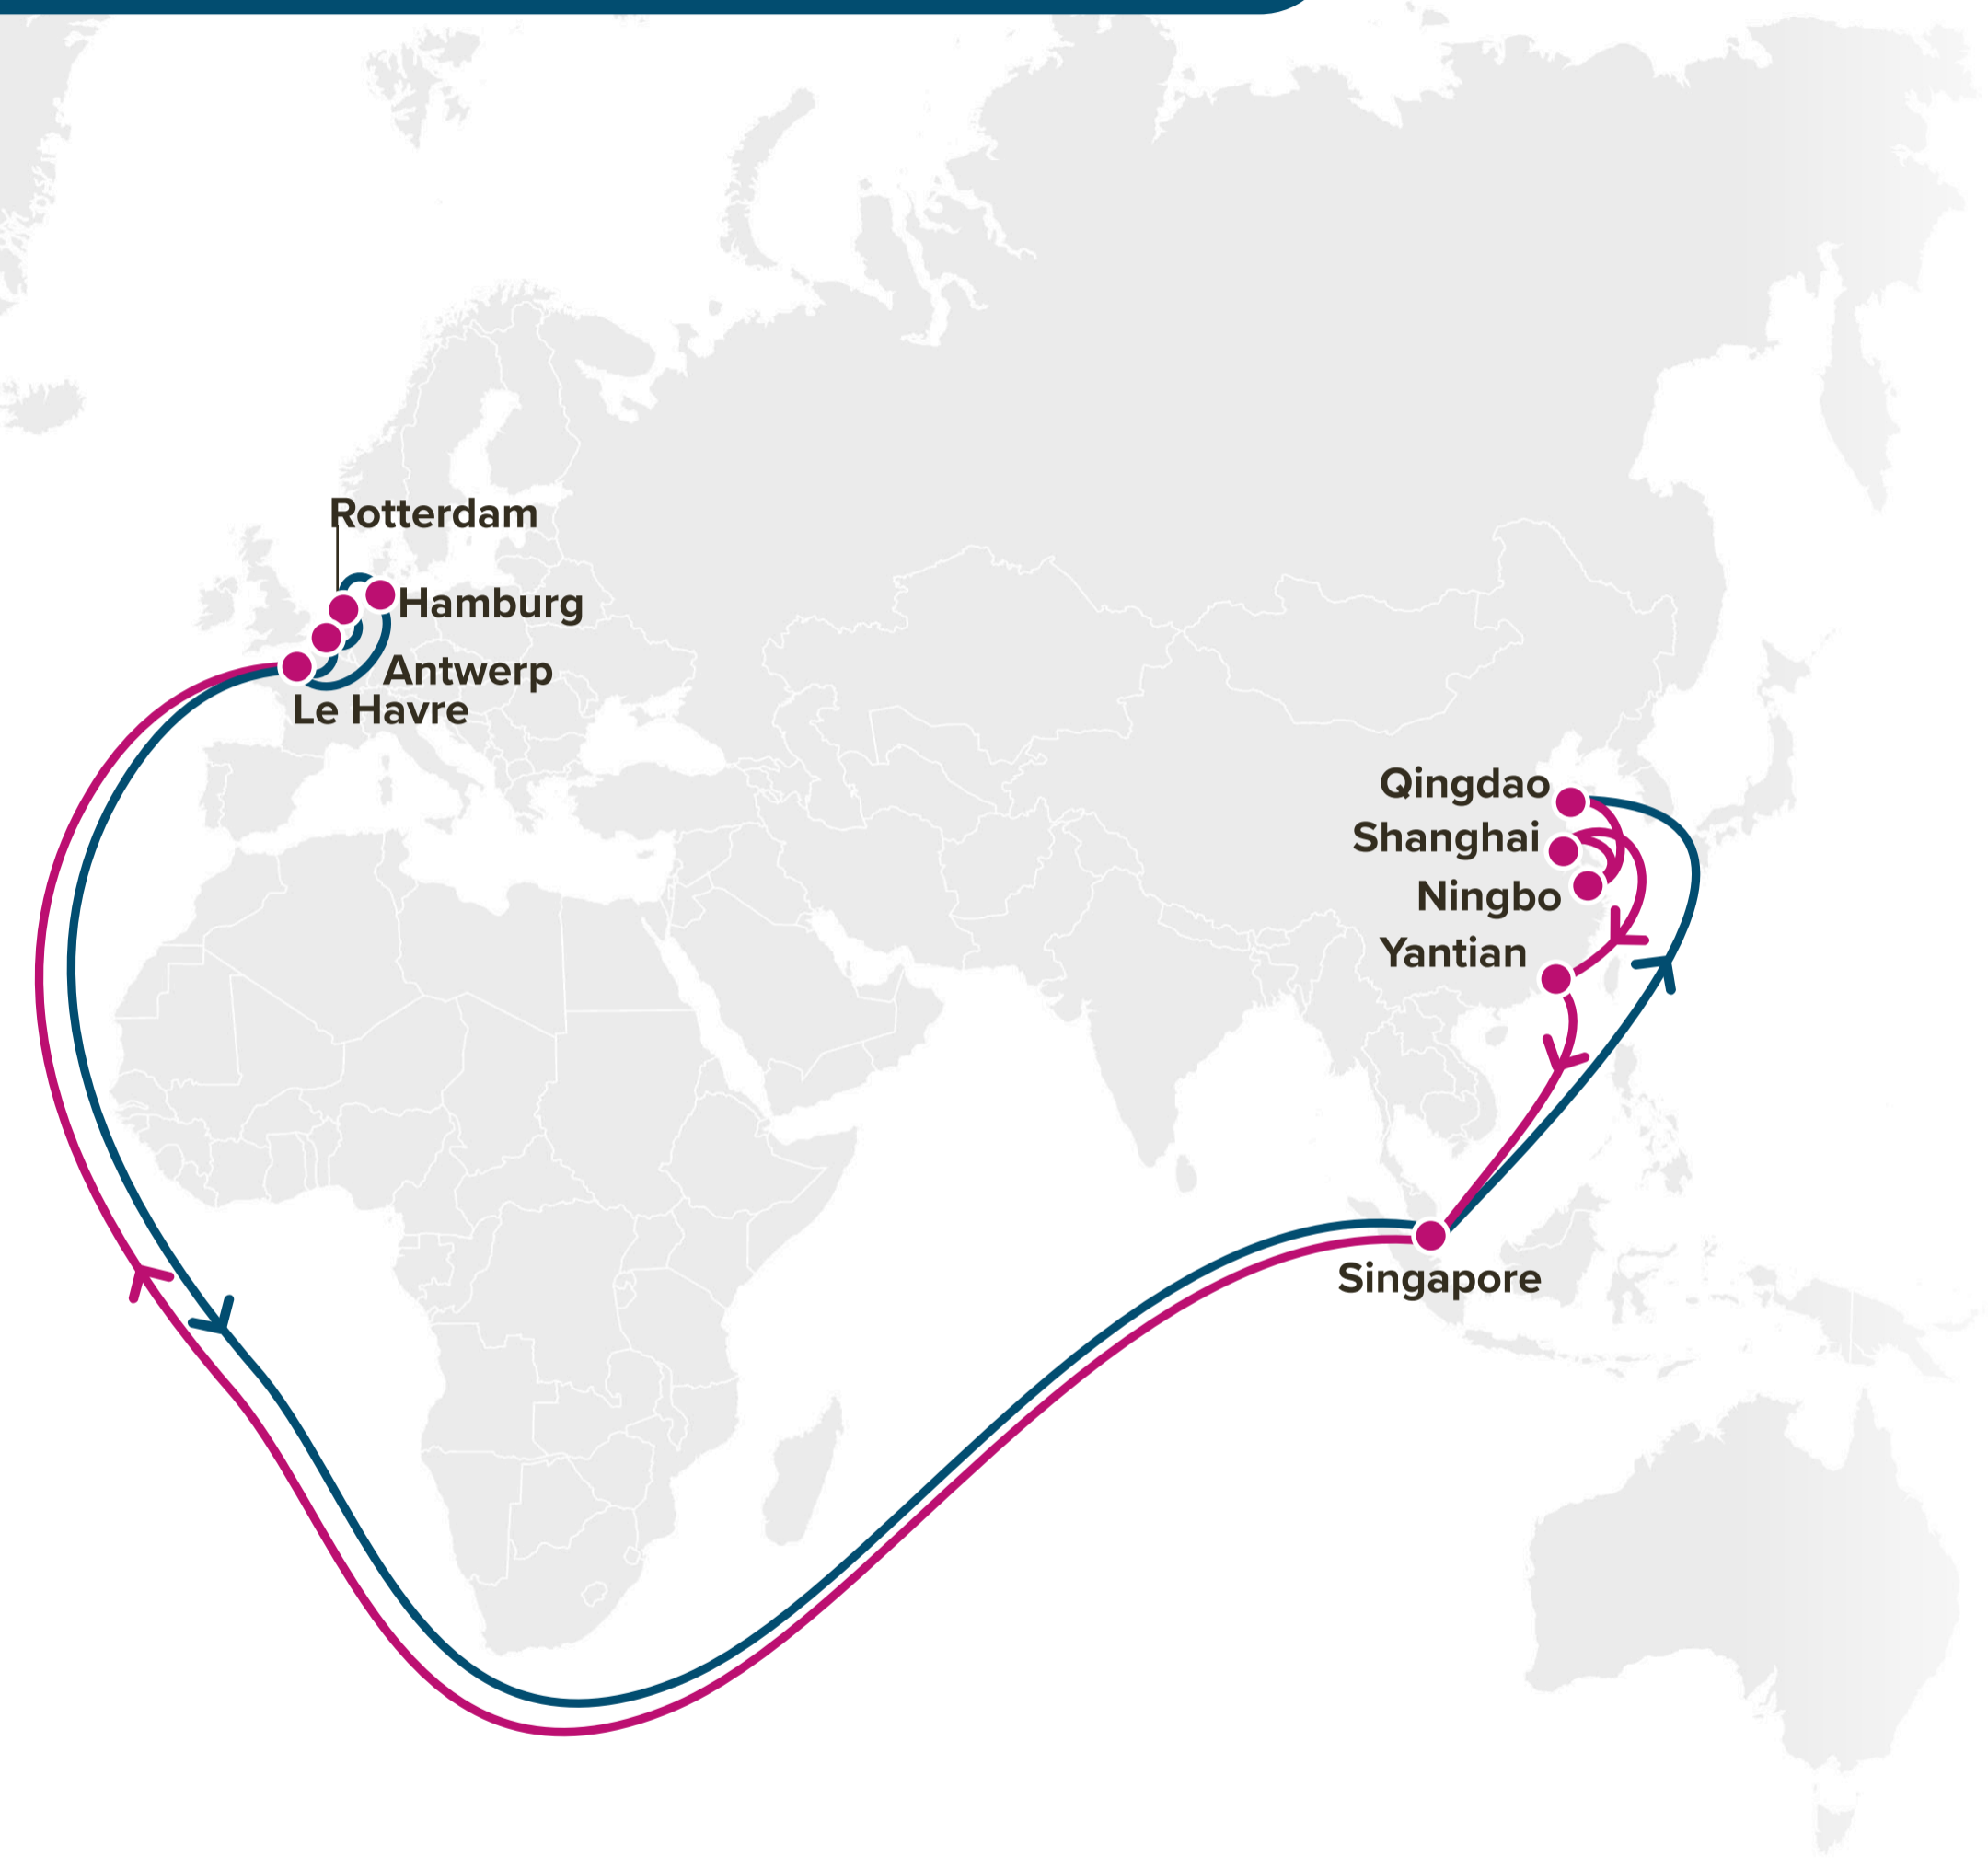 Rotterdam
Hamburg
Antwerp
Le Havre
Qingdao
Shanghai
Ningbo
Yantian
Singapore